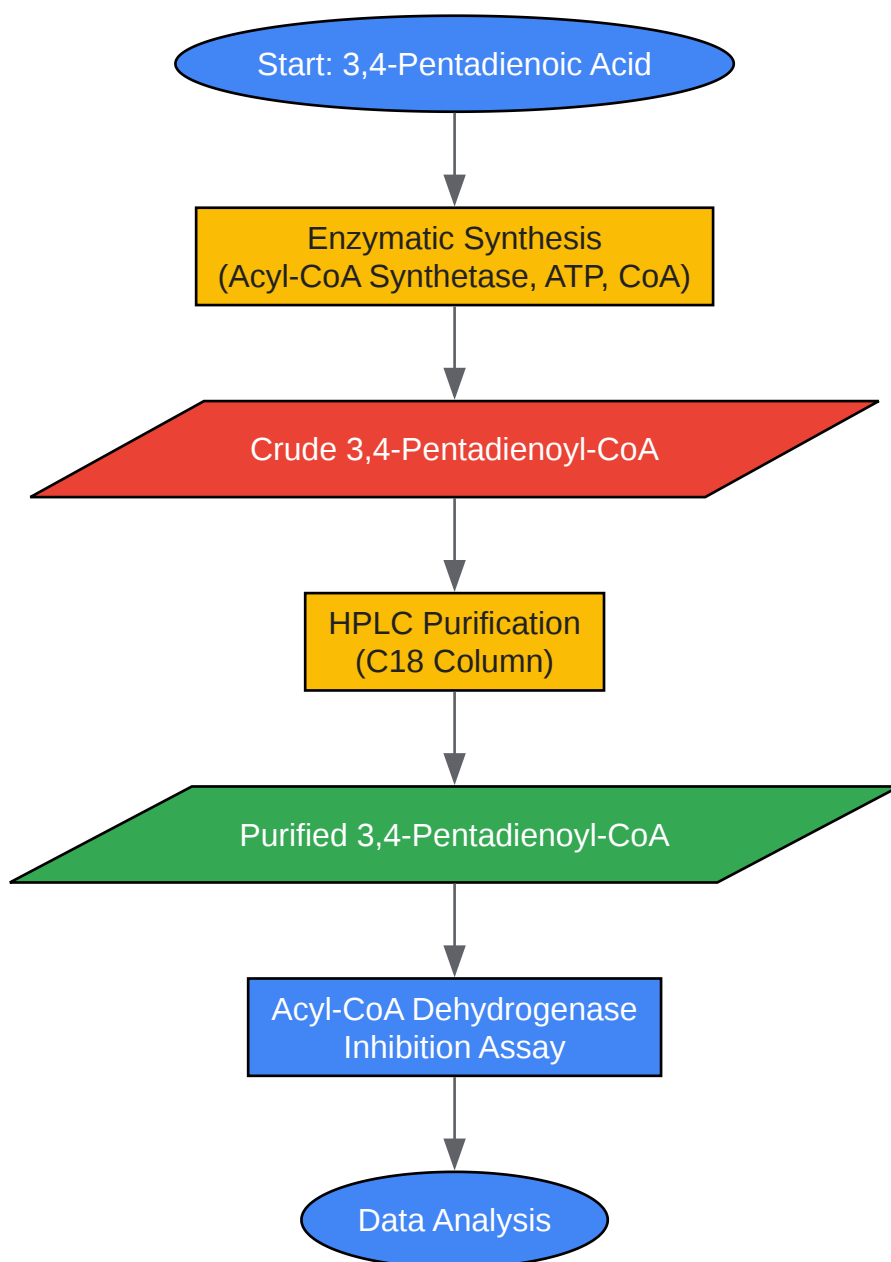 Start: 3,4-Pentadienoic Acid
Enzymatic Synthesis
(Acyl-CoA Synthetase, ATP, CoA)
Crude 3,4-Pentadienoyl-CoA
HPLC Purification
(C18 Column)
Purified 3,4-Pentadienoyl-CoA
Acyl-CoA Dehydrogenase
Inhibition Assay
Data Analysis